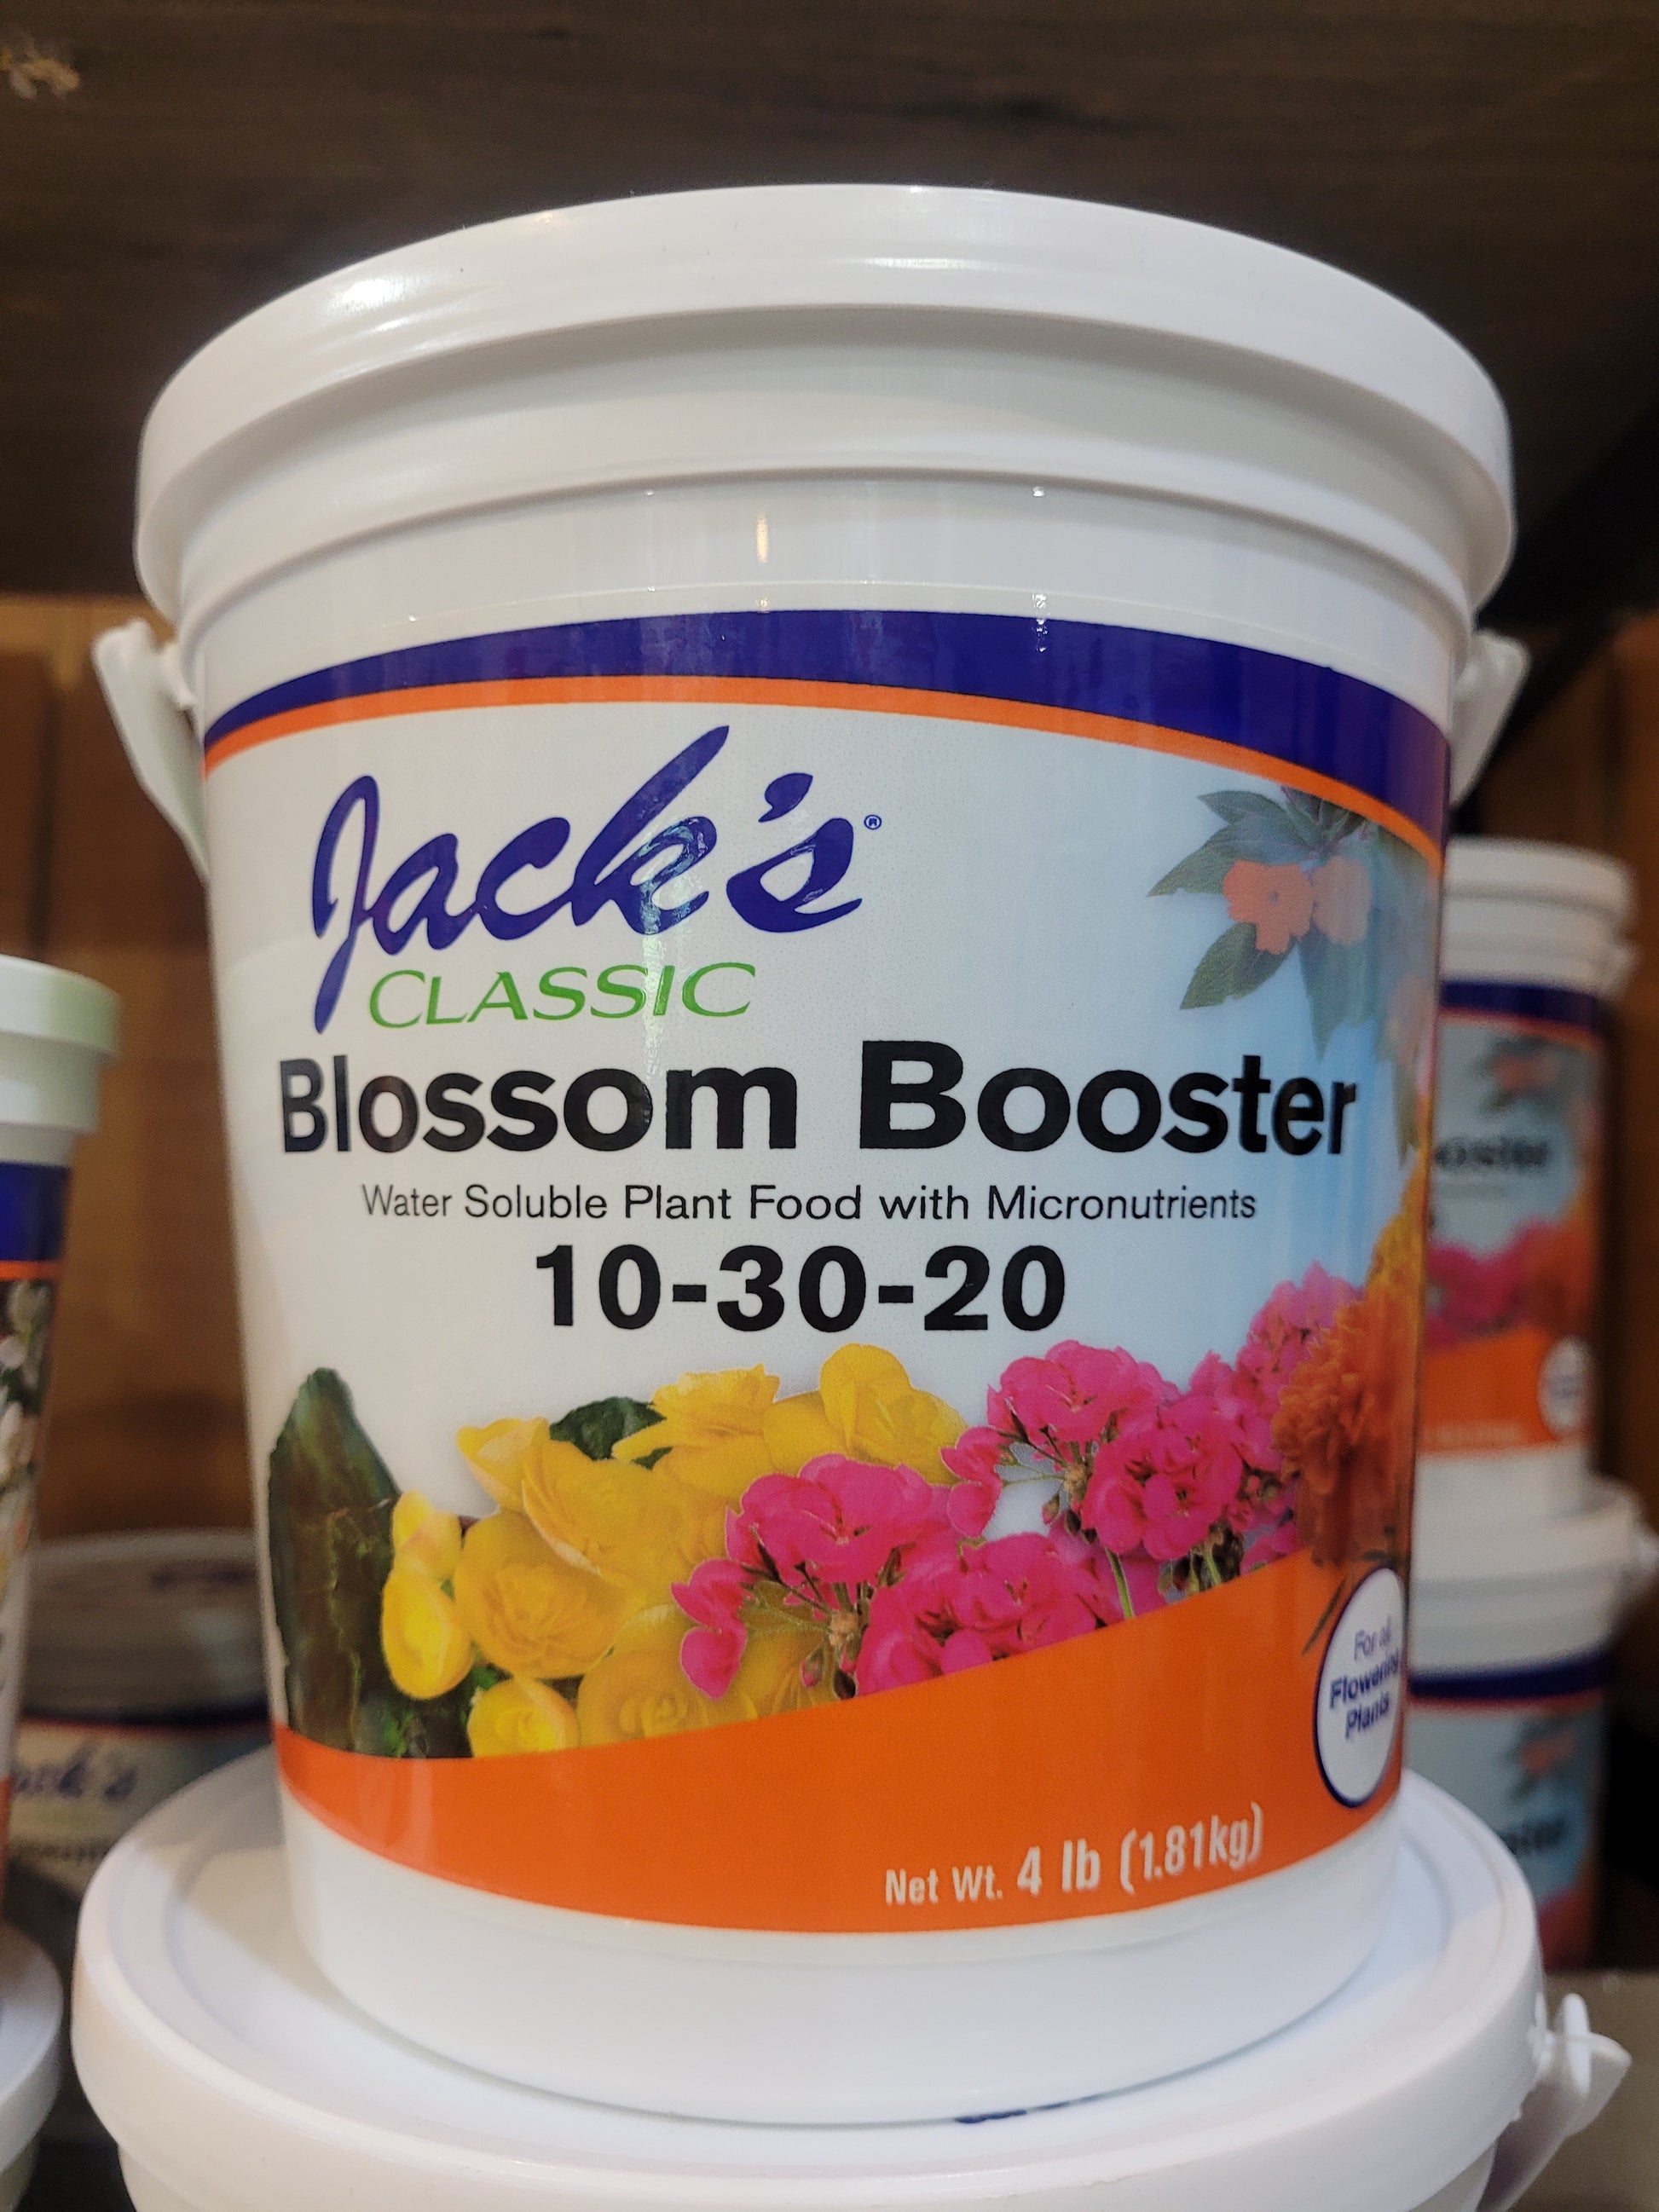 Jack's®
CLASSIC
Blossom Booster
Water Soluble Plant Food with Micronutrients
10-30-20
For all
Flowering
Plants
Net Wt. 4 lb (1.81kg)